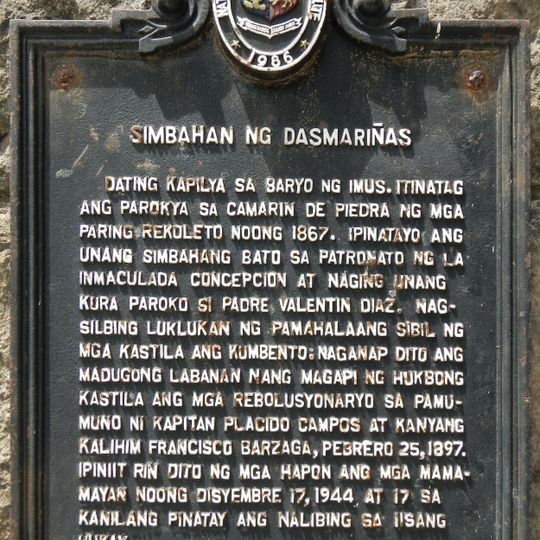 1986
SIMBAHAN NG DASMARIÑAS
DATING KAPILYA SA BARYO NG IMUS. ITINATAG
ANG PAROKYA SA CAMARIN DE PIEDRA NG MGA
PARING REKOLETO NOONG 1867. IPINATAYO ANG
UNANG SIMBAHANG BATO SA PATRONATO NG LA
INMACULADA CONCEPCION AT NAGING UNANG
KURA PAROKO SI PADRE VALENTIN DIAZ. NAG-
SILBING LUKLUKAN NG PAMAHALAANG SIBIL NG
MGA KASTILA ANG KUMBENTO: NAGANAP DITO ANG
MADUGONG LABANAN NANG MAGAPI NG HUKBONG
KASTILA ANG MGA REBOLUSYONARYO SA PAMU-
MUNO NI KAPITAN PLACIDO CAMPOS AT KANYANG
KALIHIM FRANCISCO BARZAGA, PEBRERO 25, 1897.
IPINIIT RIN DITO NG MGA HAPON ANG MGA MAMA-
MAYAN NOONG DISYEMBRE 17, 1944 AT 17 SA
KANILANG PINATAY ANG NALIBING SA IISANG